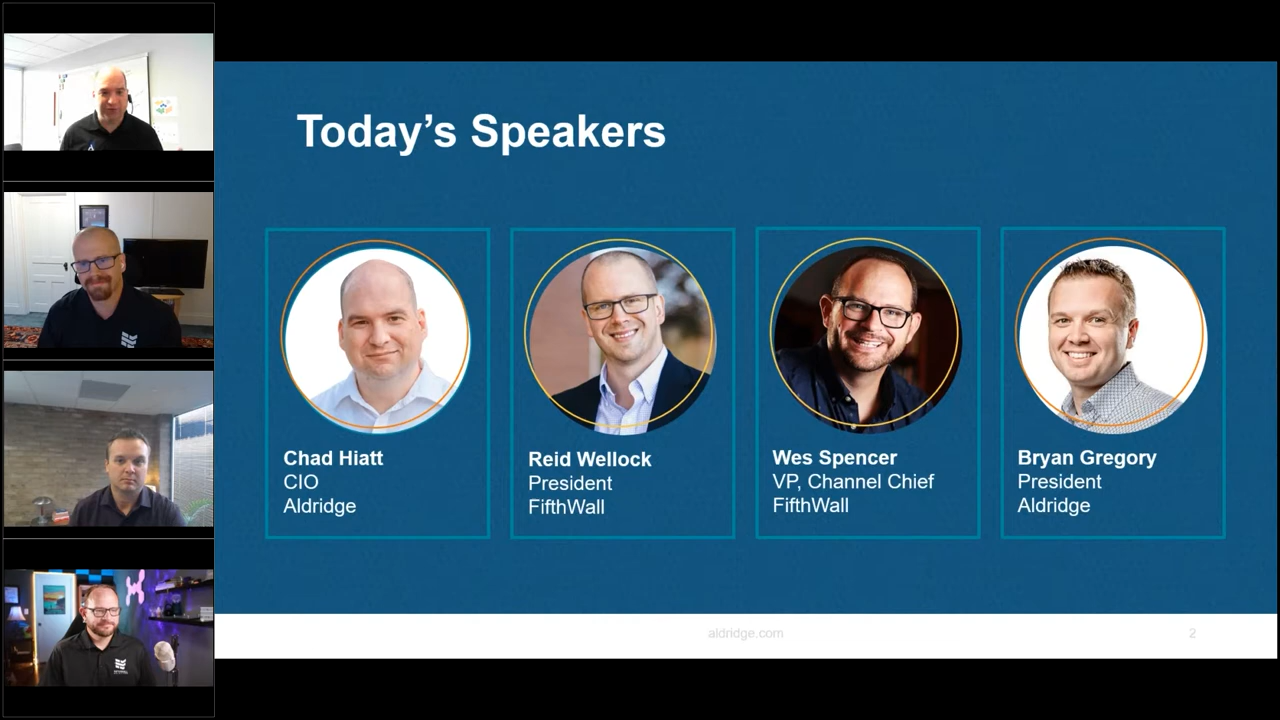 Today's Speakers
Chad Hiatt
CIO
Aldridge
Reid Wellock
President
FifthWall
Wes Spencer
VP, Channel Chief
FifthWall
Bryan Gregory
President
Aldridge
aldridge.com
2